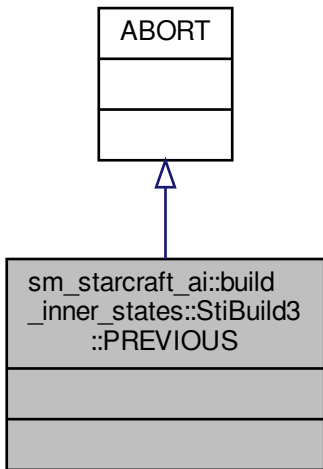 ABORT
sm_starcraft_ai::build
_inner_states::StiBuild3
::PREVIOUS